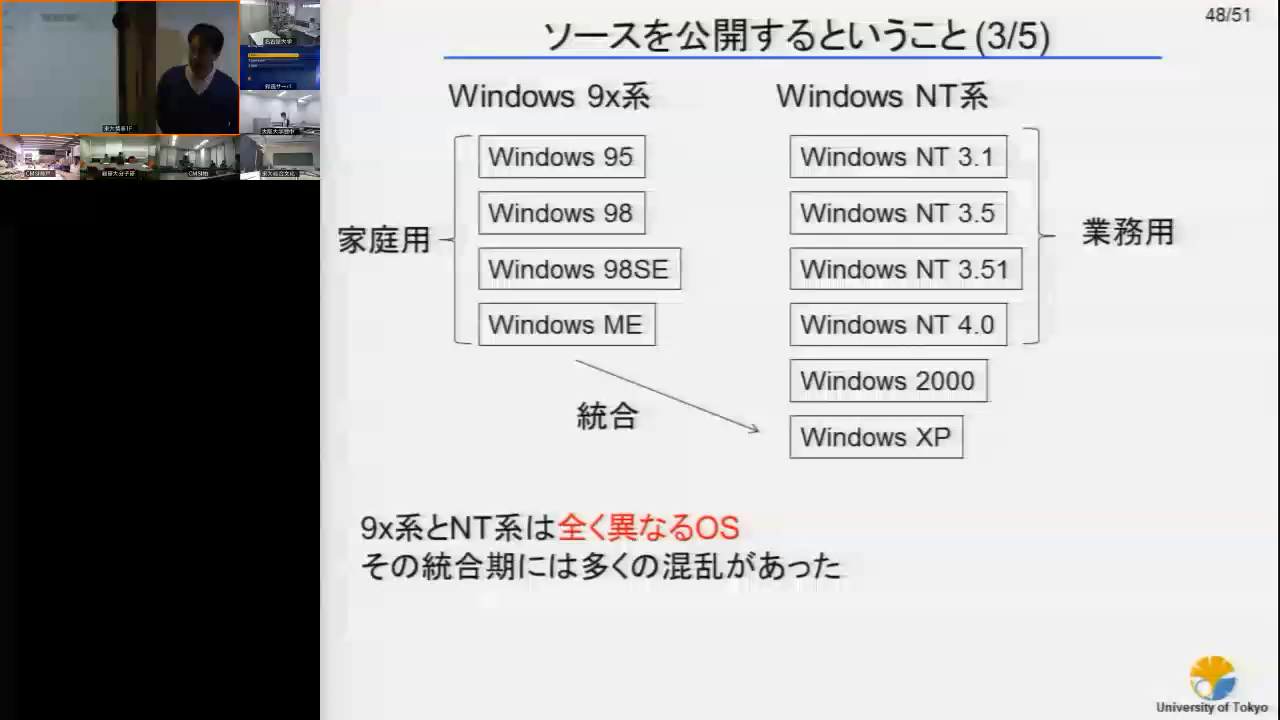 48/51
ソースを公開するということ(3/5)
Windows 9x系
Windows NT系
家庭用
Windows 95
Windows 98
Windows 98SE
Windows ME
Windows NT 3.1
Windows NT 3.5
Windows NT 3.51
Windows NT 4.0
業務用
Windows 2000
Windows XP
統合
9x系とNT系は全く異なるOS
その統合期には多くの混乱があった
University of Tokyo
名古屋大学